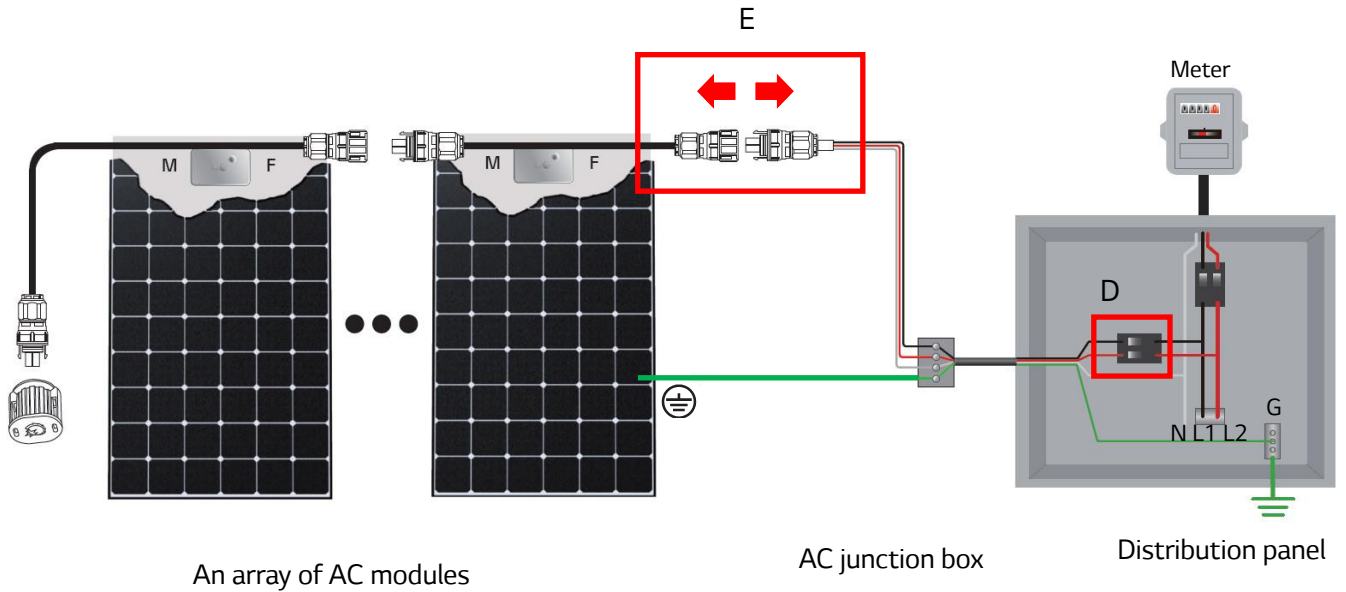 E
Meter
M F
M F
D
G
N L1 L2
An array of AC modules
AC junction box
Distribution panel